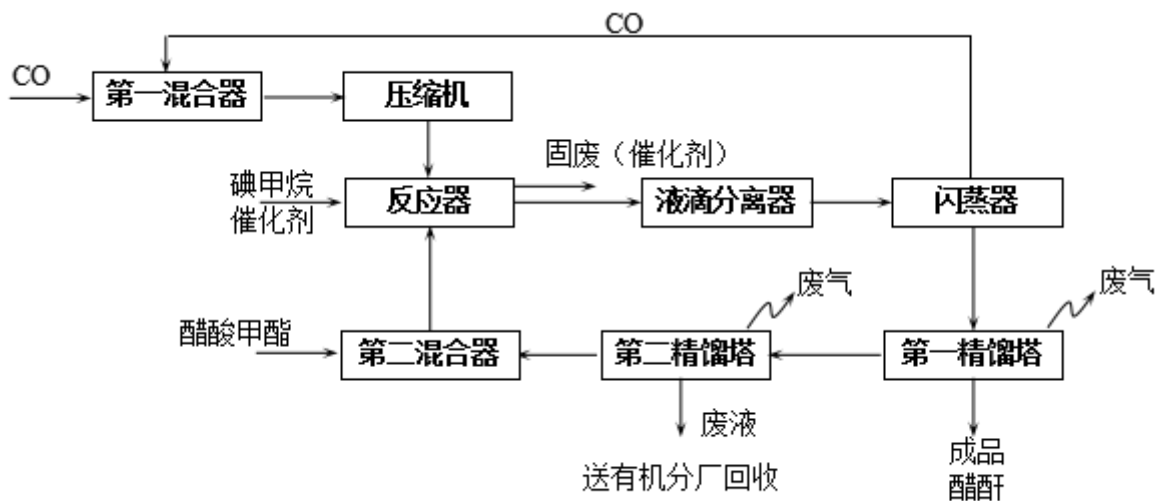 CO
CO
第一混合器
压缩机
固废（催化剂）
碘甲烷
催化剂
反应器
液滴分离器
闪蒸器
废气
废气
醋酸甲酯
第二混合器
第二精馏塔
第一精馏塔
废液
送有机分厂回收
成品
醋酐